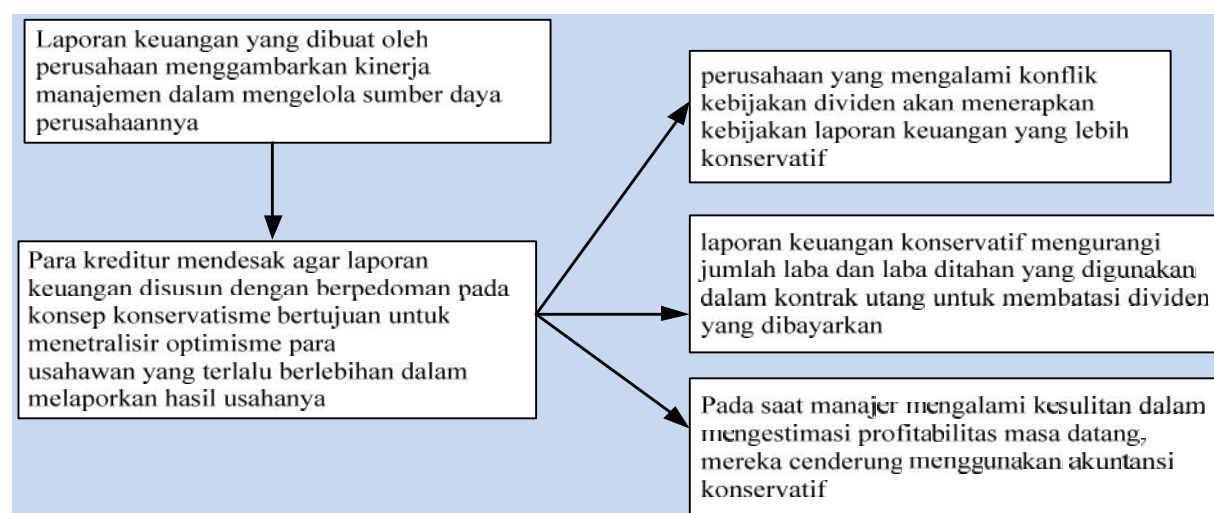 Laporan keuangan yang dibuat oleh
perusahaan menggambarkan kinerja
manajemen dalam mengelola sumber daya
perusahaannya
Para kreditur mendesak agar laporan
keuangan disusun dengan berpedoman pada
konsep konservatisme bertujuan untuk
menetralisir optimisme para
usahawan yang terlalu berlebihan dalam
melaporkan hasil usahanya
perusahaan yang mengalami konflik
kebijakan dividen akan menerapkan
kebijakan laporan keuangan yang lebih
konservatif
laporan keuangan konservatif mengurangi
jumlah laba dan laba ditahan yang digunakan
dalam kontrak utang untuk membatasi dividen
yang dibayarkan
Pada saat manajer mengalami kesulitan dalam
mengestimasi profitabilitas masa datang,
mereka cenderung menggunakan akuntansi
konservatif